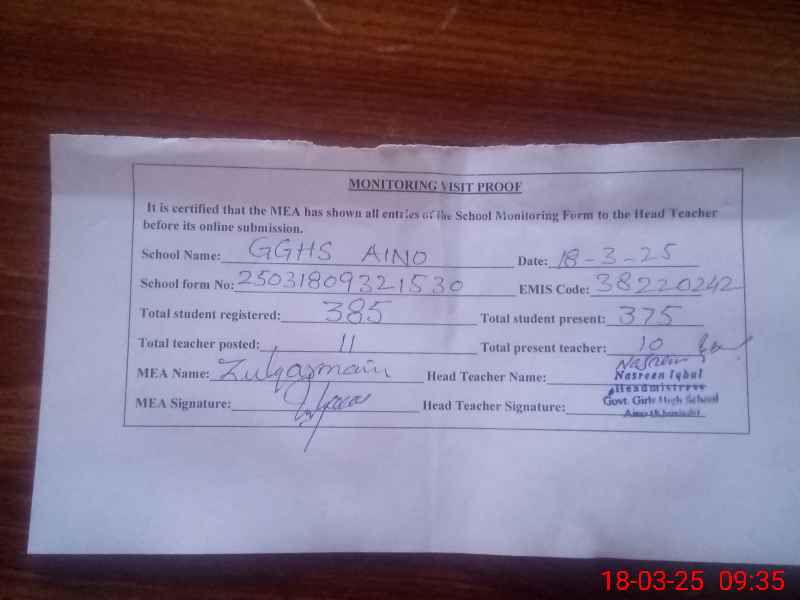 MONITORING VISIT PROOF
It is certified that the MEA has shown all entries of the School Monitoring Form to the Head Teacher
before its online submission.
School Name: GGHS AINO Date: 18-3-25
School form No: 25031809321530 EMIS Code: 38220242
Total student registered: 385 Total student present: 375
Total teacher posted: 11 Total present teacher: 10
MEA Name: Zulqarnain Head Teacher Name: Nasreen
Nasreen Iqbal
Headmistress
MEA Signature: Head Teacher Signature: Govt. Girls High School
18-03-25 09:35